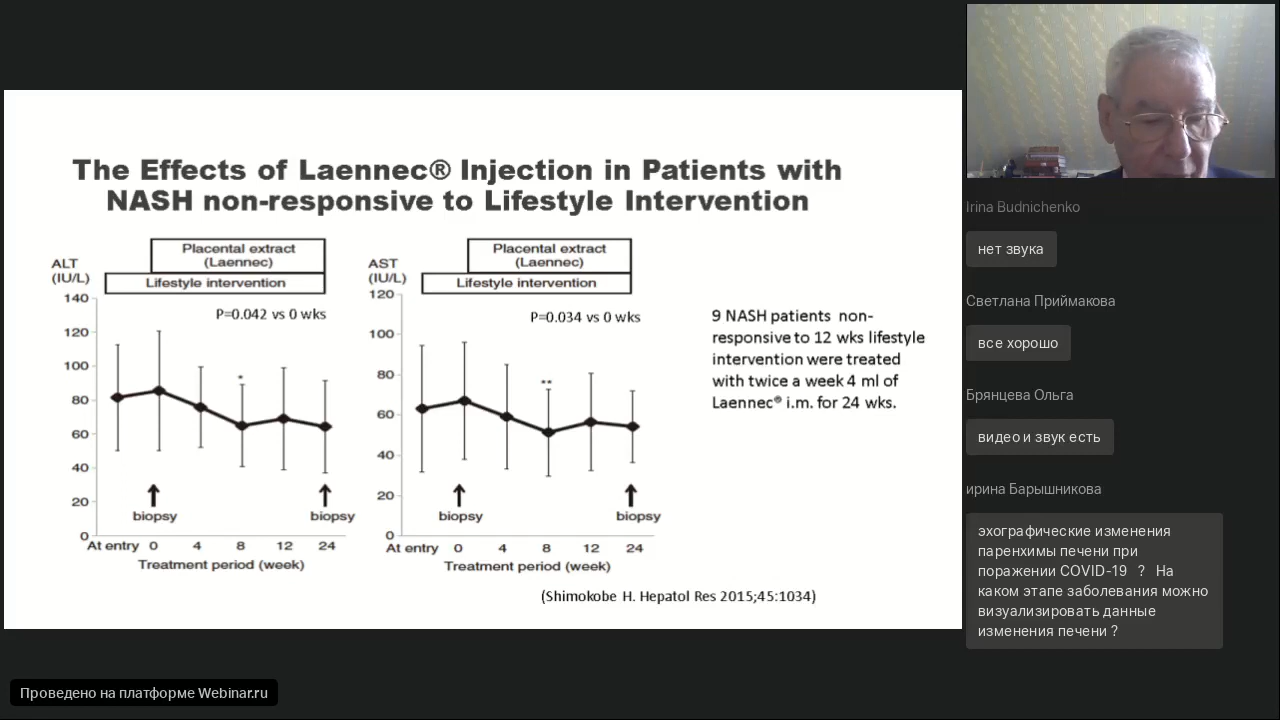 The Effects of Laennec® Injection in Patients with
NASH non-responsive to Lifestyle Intervention
Placental extract
(Laennec)
Lifestyle intervention
ALT
(IU/L)
P=0.042 vs 0 wks
140
120
100
80
60
40
20
0
*
biopsy
biopsy
At entry 0 4 8 12 24
Treatment period (week)
Placental extract
(Laennec)
Lifestyle intervention
AST
(IU/L)
P=0.034 vs 0 wks
120
100
80
60
40
20
0
**
biopsy
biopsy
At entry 0 4 8 12 24
Treatment period (week)
9 NASH patients non-
responsive to 12 wks lifestyle
intervention were treated
with twice a week 4 ml of
Laennec® i.m. for 24 wks.
(Shimokobe H. Hepatol Res 2015;45:1034)
Irina Budnichenko
нет звука
Светлана Приймакова
все хорошо
Брянцева Ольга
видео и звук есть
ирина Барышникова
эхографические изменения
паренхимы печени при
поражении COVID-19 ? На
каком этапе заболевания можно
визуализировать данные
изменения печени ?
Проведено на платформе Webinar.ru